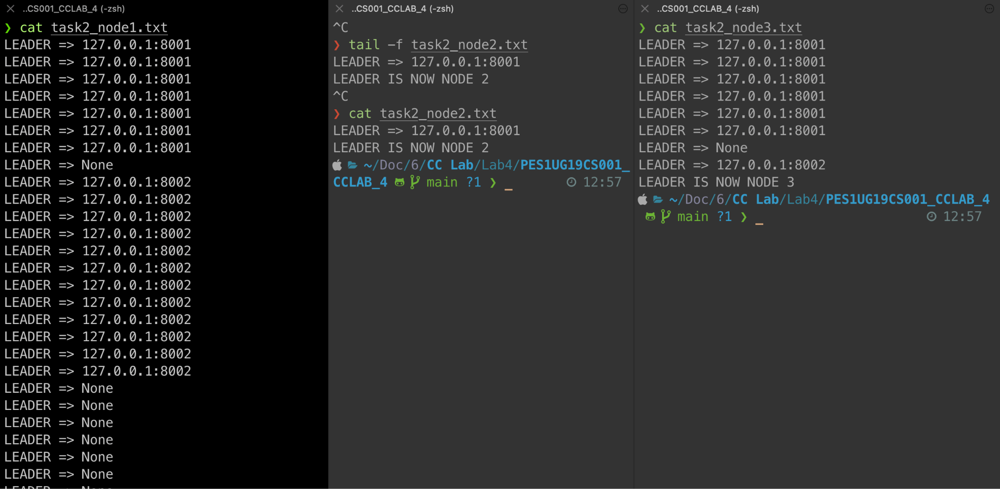 ..CS001_CCLAB_4 (-zsh)
❯ cat task2_node1.txt
LEADER => 127.0.0.1:8001
LEADER => 127.0.0.1:8001
LEADER => 127.0.0.1:8001
LEADER => 127.0.0.1:8001
LEADER => 127.0.0.1:8001
LEADER => 127.0.0.1:8001
LEADER => 127.0.0.1:8001
LEADER => None
LEADER => 127.0.0.1:8002
LEADER => 127.0.0.1:8002
LEADER => 127.0.0.1:8002
LEADER => 127.0.0.1:8002
LEADER => 127.0.0.1:8002
LEADER => 127.0.0.1:8002
LEADER => 127.0.0.1:8002
LEADER => 127.0.0.1:8002
LEADER => 127.0.0.1:8002
LEADER => 127.0.0.1:8002
LEADER => 127.0.0.1:8002
LEADER => 127.0.0.1:8002
LEADER => None
LEADER => None
LEADER => None
LEADER => None
LEADER => None
LEADER => None
..CS001_CCLAB_4 (-zsh)
^C
❯ tail -f task2_node2.txt
LEADER => 127.0.0.1:8001
LEADER IS NOW NODE 2
^C
❯ cat task2_node2.txt
LEADER => 127.0.0.1:8001
LEADER IS NOW NODE 2
~/Doc/6/CC Lab/Lab4/PES1UG19CS001_
CCLAB_4 main ?1 ❯ _ 12:57
..CS001_CCLAB_4 (-zsh)
❯ cat task2_node3.txt
LEADER => 127.0.0.1:8001
LEADER => 127.0.0.1:8001
LEADER => 127.0.0.1:8001
LEADER => 127.0.0.1:8001
LEADER => 127.0.0.1:8001
LEADER => 127.0.0.1:8001
LEADER => None
LEADER => 127.0.0.1:8002
LEADER IS NOW NODE 3
~/Doc/6/CC Lab/Lab4/PES1UG19CS001_CCLAB_4
main ?1 ❯ _ 12:57